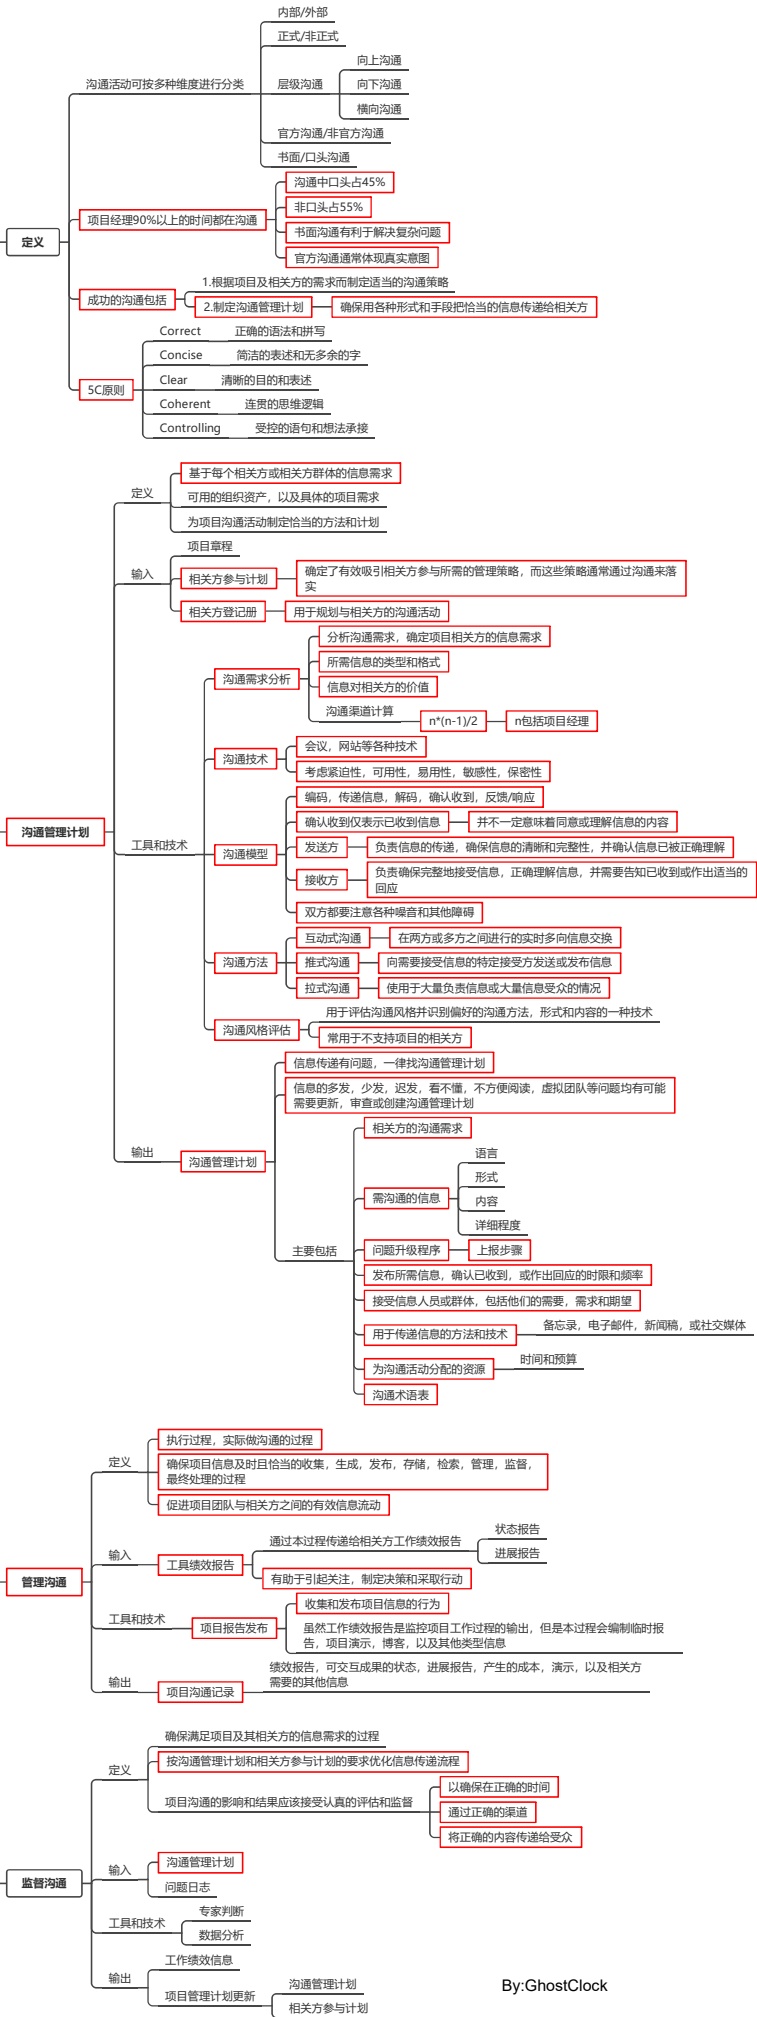 内部/外部
正式/非正式
沟通活动可按多种维度进行分类
层级沟通
向上沟通
向下沟通
横向沟通
官方沟通/非官方沟通
书面/口头沟通
定义
项目经理90%以上的时间都在沟通
沟通中口头占45%
非口头占55%
书面沟通有利于解决复杂问题
官方沟通通常体现真实意图
成功的沟通包括
1.根据项目及相关方的需求而制定适当的沟通策略
2.制定沟通管理计划
确保用各种形式和手段把恰当的信息传递给相关方
5C原则
Correct 正确的语法和拼写
Concise 简洁的表述和无多余的字
Clear 清晰的目的和表述
Coherent 连贯的思维逻辑
Controlling 受控的语句和想法承接
沟通管理计划
定义
基于每个相关方或相关方群体的信息需求
可用的组织资产，以及具体的项目需求
为项目沟通活动制定恰当的方法和计划
输入
项目章程
相关方参与计划
确定了有效吸引相关方参与所需的管理策略，而这些策略通常通过沟通来落
实
相关方登记册
用于规划与相关方的沟通活动
工具和技术
沟通需求分析
分析沟通需求，确定项目相关方的信息需求
所需信息的类型和格式
信息对相关方的价值
沟通渠道计算
n*(n-1)/2
n包括项目经理
沟通技术
会议，网站等各种技术
考虑紧迫性，可用性，易用性，敏感性，保密性
沟通模型
编码，传递信息，解码，确认收到，反馈/响应
确认收到仅表示已收到信息
并不一定意味着同意或理解信息的内容
发送方
负责信息的传递，确保信息的清晰和完整性，并确认信息已被正确理解
接收方
负责确保完整地接受信息，正确理解信息，并需要告知已收到或作出适当的
回应
双方都要注意各种噪音和其他障碍
沟通方法
互动式沟通
在两方或多方之间进行的实时多向信息交换
推式沟通
向需要接受信息的特定接受方发送或发布信息
拉式沟通
使用于大量负责信息或大量信息受众的情况
沟通风格评估
用于评估沟通风格并识别偏好的沟通方法，形式和内容的一种技术
常用于不支持项目的相关方
输出
沟通管理计划
信息传递有问题，一律找沟通管理计划
信息的多发，少发，迟发，看不懂，不方便阅读，虚拟团队等问题均有可能
需要更新，审查或创建沟通管理计划
主要包括
相关方的沟通需求
需沟通的信息
语言
形式
内容
详细程度
问题升级程序
上报步骤
发布所需信息，确认已收到，或作出回应的时限和频率
接受信息人员或群体，包括他们的需要，需求和期望
用于传递信息的方法和技术
备忘录，电子邮件，新闻稿，或社交媒体
为沟通活动分配的资源
时间和预算
沟通术语表
管理沟通
定义
执行过程，实际做沟通的过程
确保项目信息及时且恰当的收集，生成，发布，存储，检索，管理，监督，
最终处理的过程
促进项目团队与相关方之间的有效信息流动
输入
工具绩效报告
通过本过程传递给相关方工作绩效报告
状态报告
进展报告
有助于引起关注，制定决策和采取行动
工具和技术
项目报告发布
收集和发布项目信息的行为
虽然工作绩效报告是监控项目工作过程的输出，但是本过程会编制临时报
告，项目演示，博客，以及其他类型信息
输出
项目沟通记录
绩效报告，可交互成果的状态，进展报告，产生的成本，演示，以及相关方
需要的其他信息
监督沟通
定义
确保满足项目及其相关方的信息需求的过程
按沟通管理计划和相关方参与计划的要求优化信息传递流程
项目沟通的影响和结果应该接受认真的评估和监督
以确保在正确的时间
通过正确的渠道
将正确的内容传递给受众
输入
沟通管理计划
问题日志
工具和技术
专家判断
数据分析
输出
工作绩效信息
项目管理计划更新
沟通管理计划
相关方参与计划
By:GhostClock